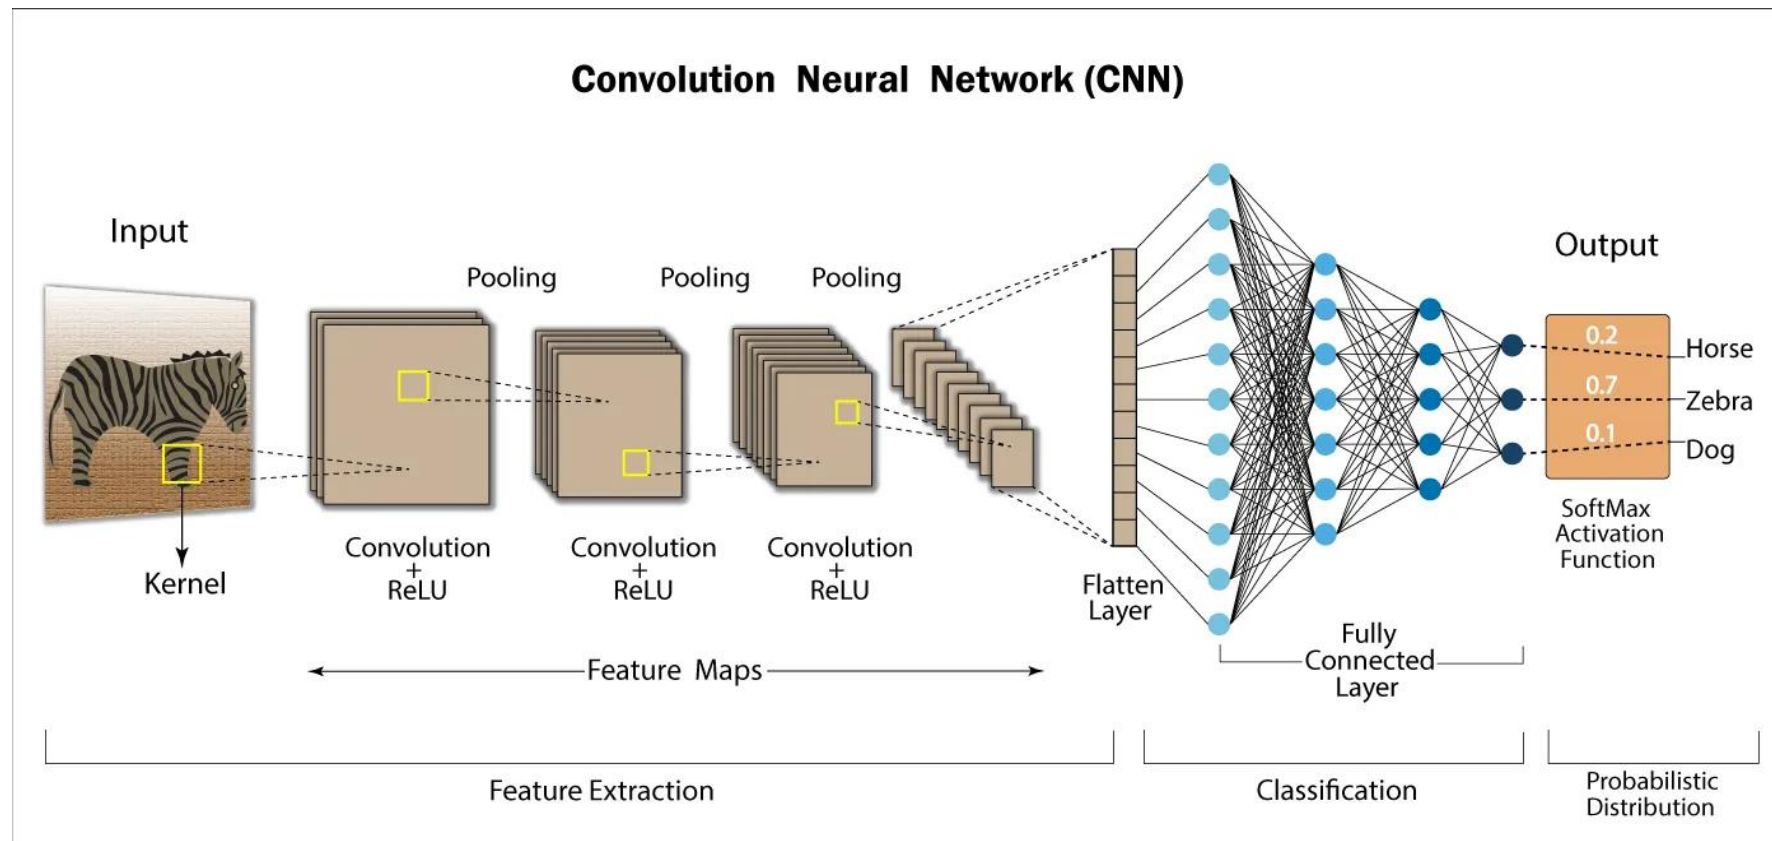 Convolution Neural Network (CNN)
Input
Output
Pooling
Pooling
Pooling
0.2
Horse
0.7
Zebra
0.1
Dog
SoftMax
Activation
Function
Kernel
Convolution
+
ReLU
Convolution
+
ReLU
Convolution
+
ReLU
Flatten
Layer
Feature Maps
Fully
Connected
Layer
Feature Extraction
Classification
Probabilistic
Distribution